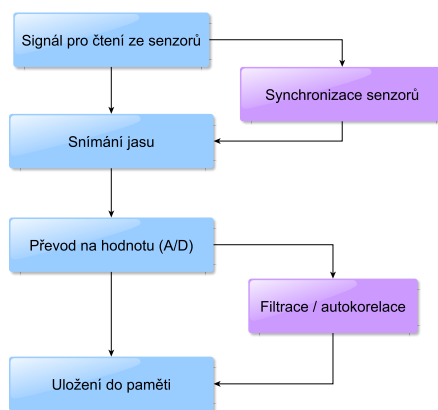 Signál pro čtení ze senzorů
Synchronizace senzorů
Snímání jasu
Převod na hodnotu (A/D)
Filtrace / autokorelace
Uložení do paměti